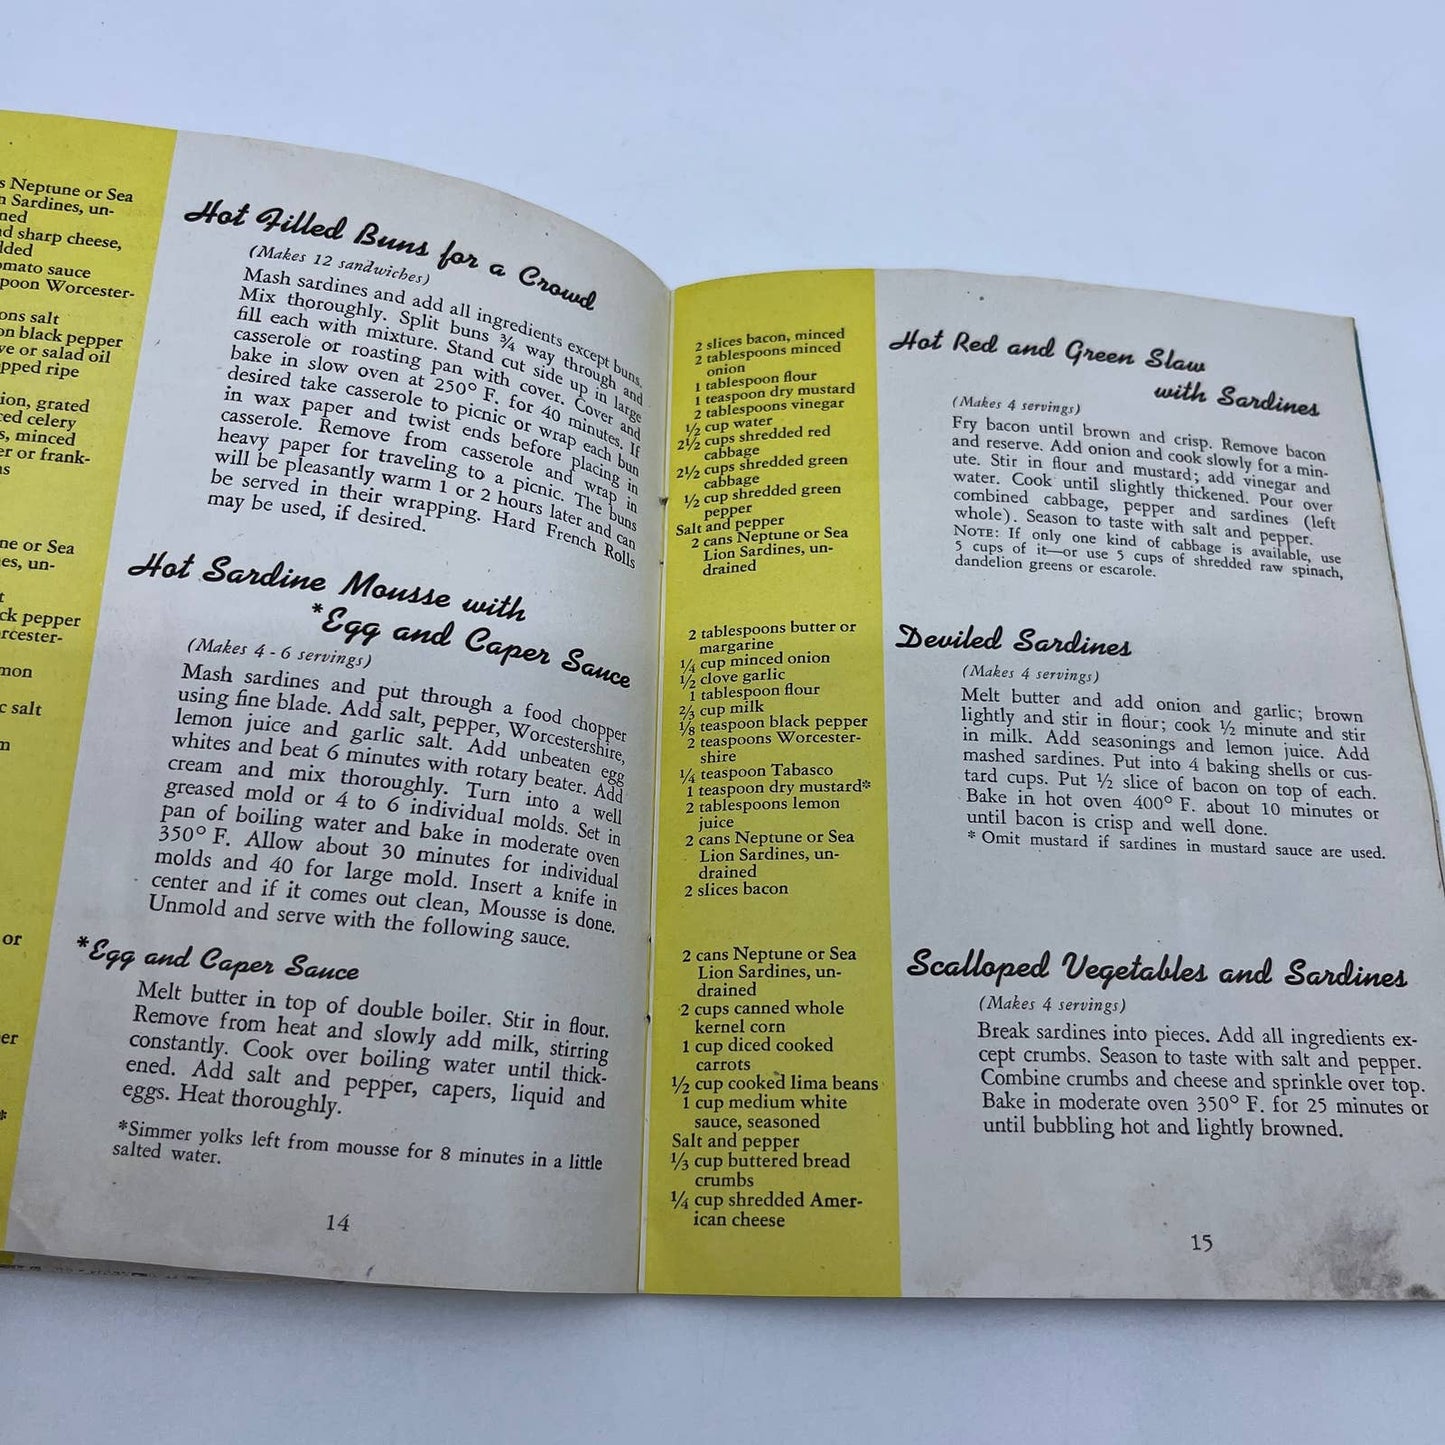 s Neptune or Sea
n Sardines, un-
ned
d sharp cheese,
dded
omato sauce
poon Worcester-
ons salt
on black pepper
ve or salad oil
opped ripe
ion, grated
ced celery
s, minced
er or frank-
ns
ne or Sea
es, un-
t
ck pepper
rcester-
mon
c salt
m
or
er
*
Hot Filled Buns for a Crowd
(Makes 12 sandwiches)
Mash sardines and add all ingredients except buns.
Mix thoroughly. Split buns ¾ way through and
fill each with mixture. Stand cut side up in large
casserole or roasting pan with cover. Cover and
bake in slow oven at 250° F. for 40 minutes. If
desired take casserole to picnic or wrap each bun
in wax paper and twist ends before placing in
casserole. Remove from casserole and wrap in
heavy paper for traveling to a picnic. The buns
will be pleasantly warm 1 or 2 hours later and can
be served in their wrapping. Hard French Rolls
may be used, if desired.
Hot Sardine Mousse with
*Egg and Caper Sauce
(Makes 4 - 6 servings)
Mash sardines and put through a food chopper
using fine blade. Add salt, pepper, Worcestershire,
lemon juice and garlic salt. Add unbeaten egg
whites and beat 6 minutes with rotary beater. Add
cream and mix thoroughly. Turn into a well
greased mold or 4 to 6 individual molds. Set in
pan of boiling water and bake in moderate oven
350° F. Allow about 30 minutes for individual
molds and 40 for large mold. Insert a knife in
center and if it comes out clean, Mousse is done.
Unmold and serve with the following sauce.
*Egg and Caper Sauce
Melt butter in top of double boiler. Stir in flour.
Remove from heat and slowly add milk, stirring
constantly. Cook over boiling water until thick-
ened. Add salt and pepper, capers, liquid and
eggs. Heat thoroughly.
*Simmer yolks left from mousse for 8 minutes in a little
salted water.
14
2 slices bacon, minced
2 tablespoons minced
onion
1 tablespoon flour
1 teaspoon dry mustard
2 tablespoons vinegar
½ cup water
2½ cups shredded red
cabbage
2½ cups shredded green
cabbage
½ cup shredded green
pepper
Salt and pepper
2 cans Neptune or Sea
Lion Sardines, un-
drained
Hot Red and Green Slaw
with Sardines
(Makes 4 servings)
Fry bacon until brown and crisp. Remove bacon
and reserve. Add onion and cook slowly for a min-
ute. Stir in flour and mustard; add vinegar and
water. Cook until slightly thickened. Pour over
combined cabbage, pepper and sardines (left
whole). Season to taste with salt and pepper.
NOTE: If only one kind of cabbage is available, use
5 cups of it—or use 5 cups of shredded raw spinach,
dandelion greens or escarole.
2 tablespoons butter or
margarine
¼ cup minced onion
½ clove garlic
1 tablespoon flour
⅔ cup milk
⅛ teaspoon black pepper
2 teaspoons Worcester-
shire
¼ teaspoon Tabasco
1 teaspoon dry mustard*
2 tablespoons lemon
juice
2 cans Neptune or Sea
Lion Sardines, un-
drained
2 slices bacon
Deviled Sardines
(Makes 4 servings)
Melt butter and add onion and garlic; brown
lightly and stir in flour; cook ½ minute and stir
in milk. Add seasonings and lemon juice. Add
mashed sardines. Put into 4 baking shells or cus-
tard cups. Put ½ slice of bacon on top of each.
Bake in hot oven 400° F. about 10 minutes or
until bacon is crisp and well done.
* Omit mustard if sardines in mustard sauce are used.
2 cans Neptune or Sea
Lion Sardines, un-
drained
2 cups canned whole
kernel corn
1 cup diced cooked
carrots
½ cup cooked lima beans
1 cup medium white
sauce, seasoned
Salt and pepper
⅓ cup buttered bread
crumbs
¼ cup shredded Amer-
ican cheese
Scalloped Vegetables and Sardines
(Makes 4 servings)
Break sardines into pieces. Add all ingredients ex-
cept crumbs. Season to taste with salt and pepper.
Combine crumbs and cheese and sprinkle over top.
Bake in moderate oven 350° F. for 25 minutes or
until bubbling hot and lightly browned.
15